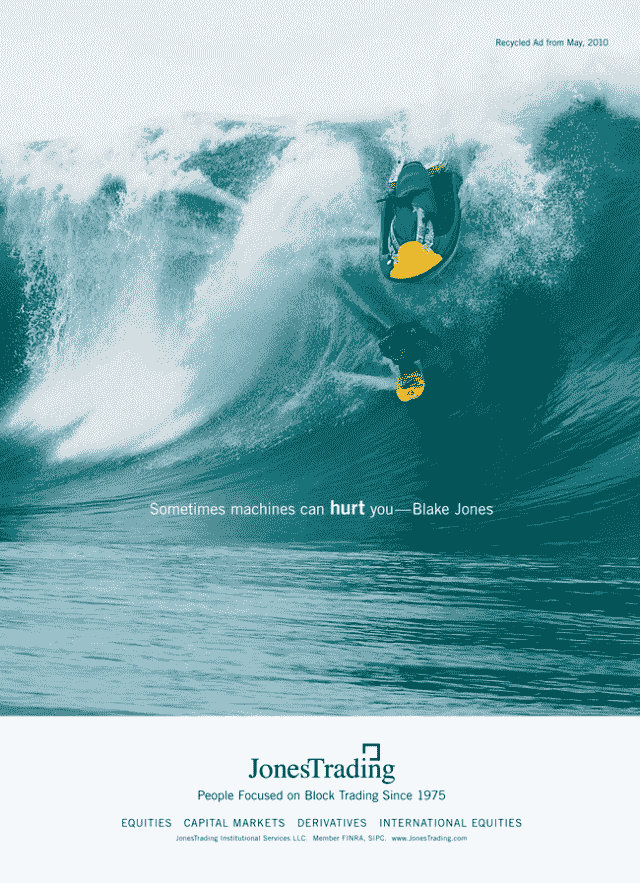 Recycled Ad from May, 2010
Sometimes machines can hurt you—Blake Jones
JonesTrading
People Focused on Block Trading Since 1975
EQUITIES CAPITAL MARKETS DERIVATIVES INTERNATIONAL EQUITIES
JonesTrading Institutional Services LLC. Member FINRA, SIPC. www.JonesTrading.com